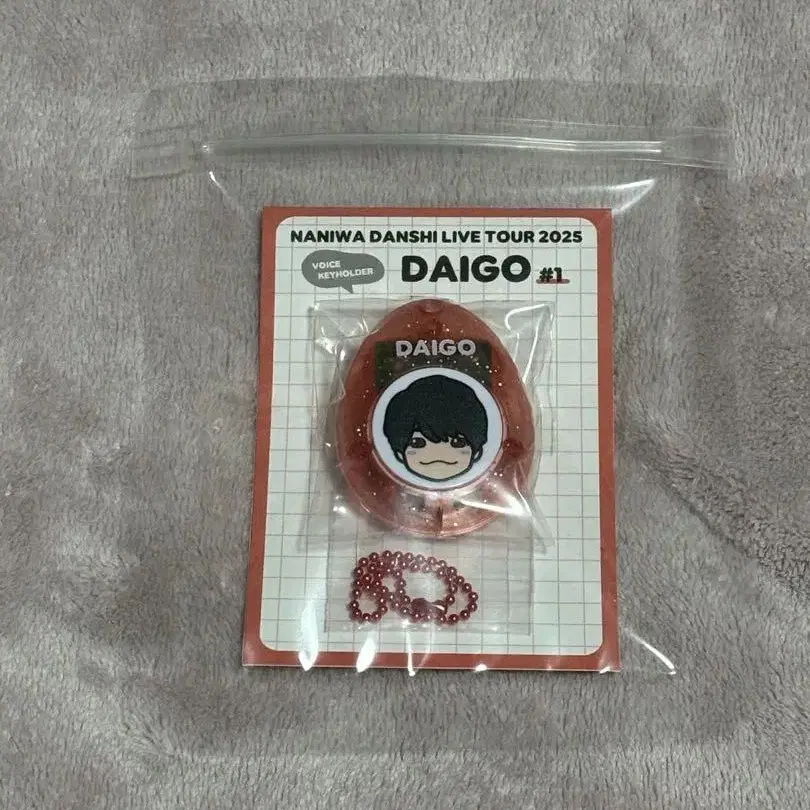 NANIWA DANSHI LIVE TOUR 2025
VOICE
KEYHOLDER
DAIGO #1
DAIGO